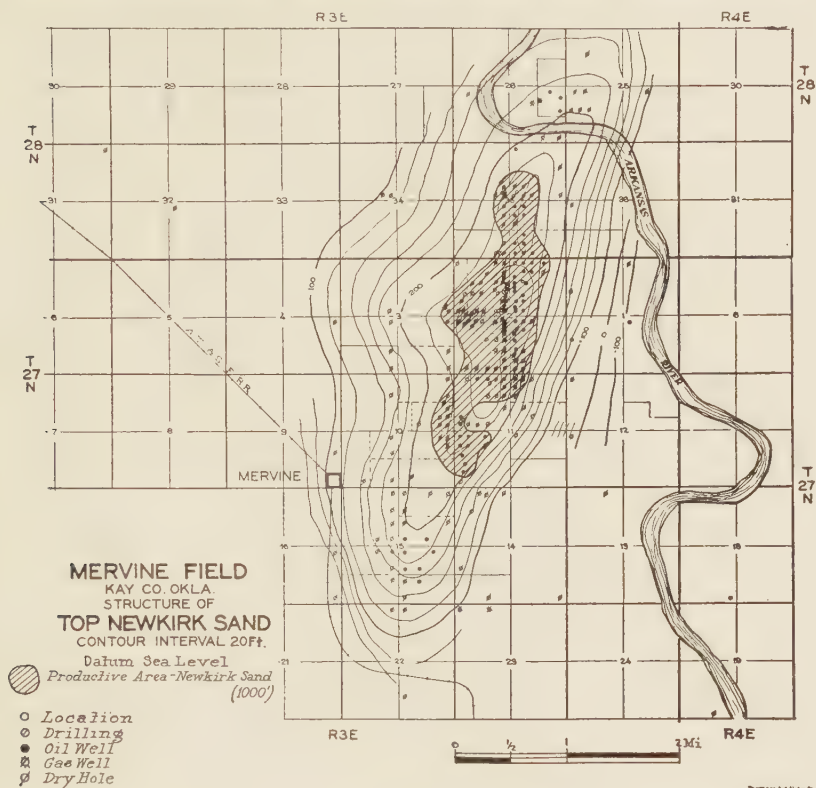 R3E
R4E
30 29 28 27 26 25
T
28
N
T
28
N
31 32 34 36 31
ARKANSAS
100
200
6 5 3 1 6
+100 0 -100
RR
RIVER
T
27
N
7 8 9 10 11 12
MERVINE
T
27
N
16 15 14 13 18
MERVINE FIELD
KAY CO. OKLA.
STRUCTURE OF
TOP NEWKIRK SAND
CONTOUR INTERVAL 20Ft.
Datum Sea Level
Productive Area-Newkirk Sand
(1000')
21 22 23 24 19
Location
Drilling
Oil Well
Gas Well
Dry Hole
R3E
R4E
0 ½ 1 2 Mi